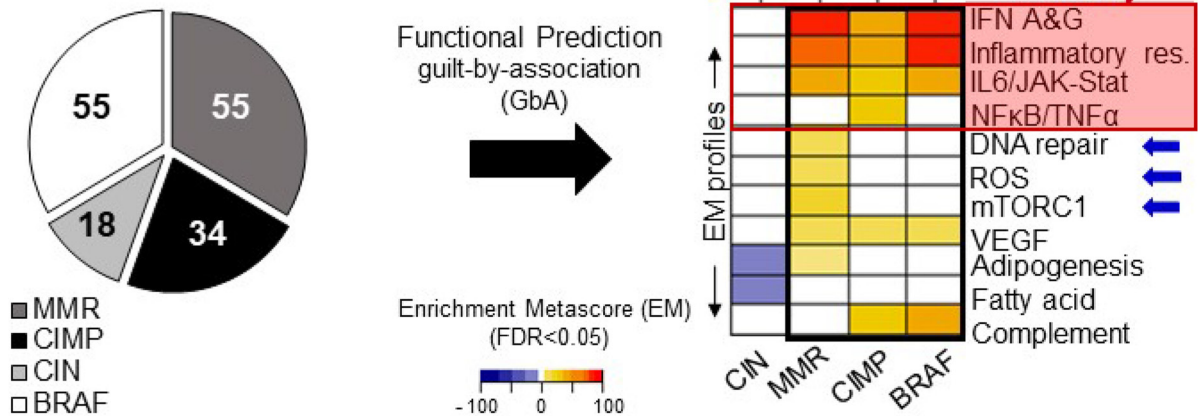 55
55
18
34
MMR
CIMP
CIN
BRAF
Functional Prediction
guilt-by-association
(GbA)
Enrichment Metascore (EM)
(FDR<0.05)
-100 0 100
EM profiles
IFN A&G
Inflammatory res.
IL6/JAK-Stat
NFκB/TNFα
DNA repair
ROS
mTORC1
VEGF
Adipogenesis
Fatty acid
Complement
CIN MMR CIMP BRAF